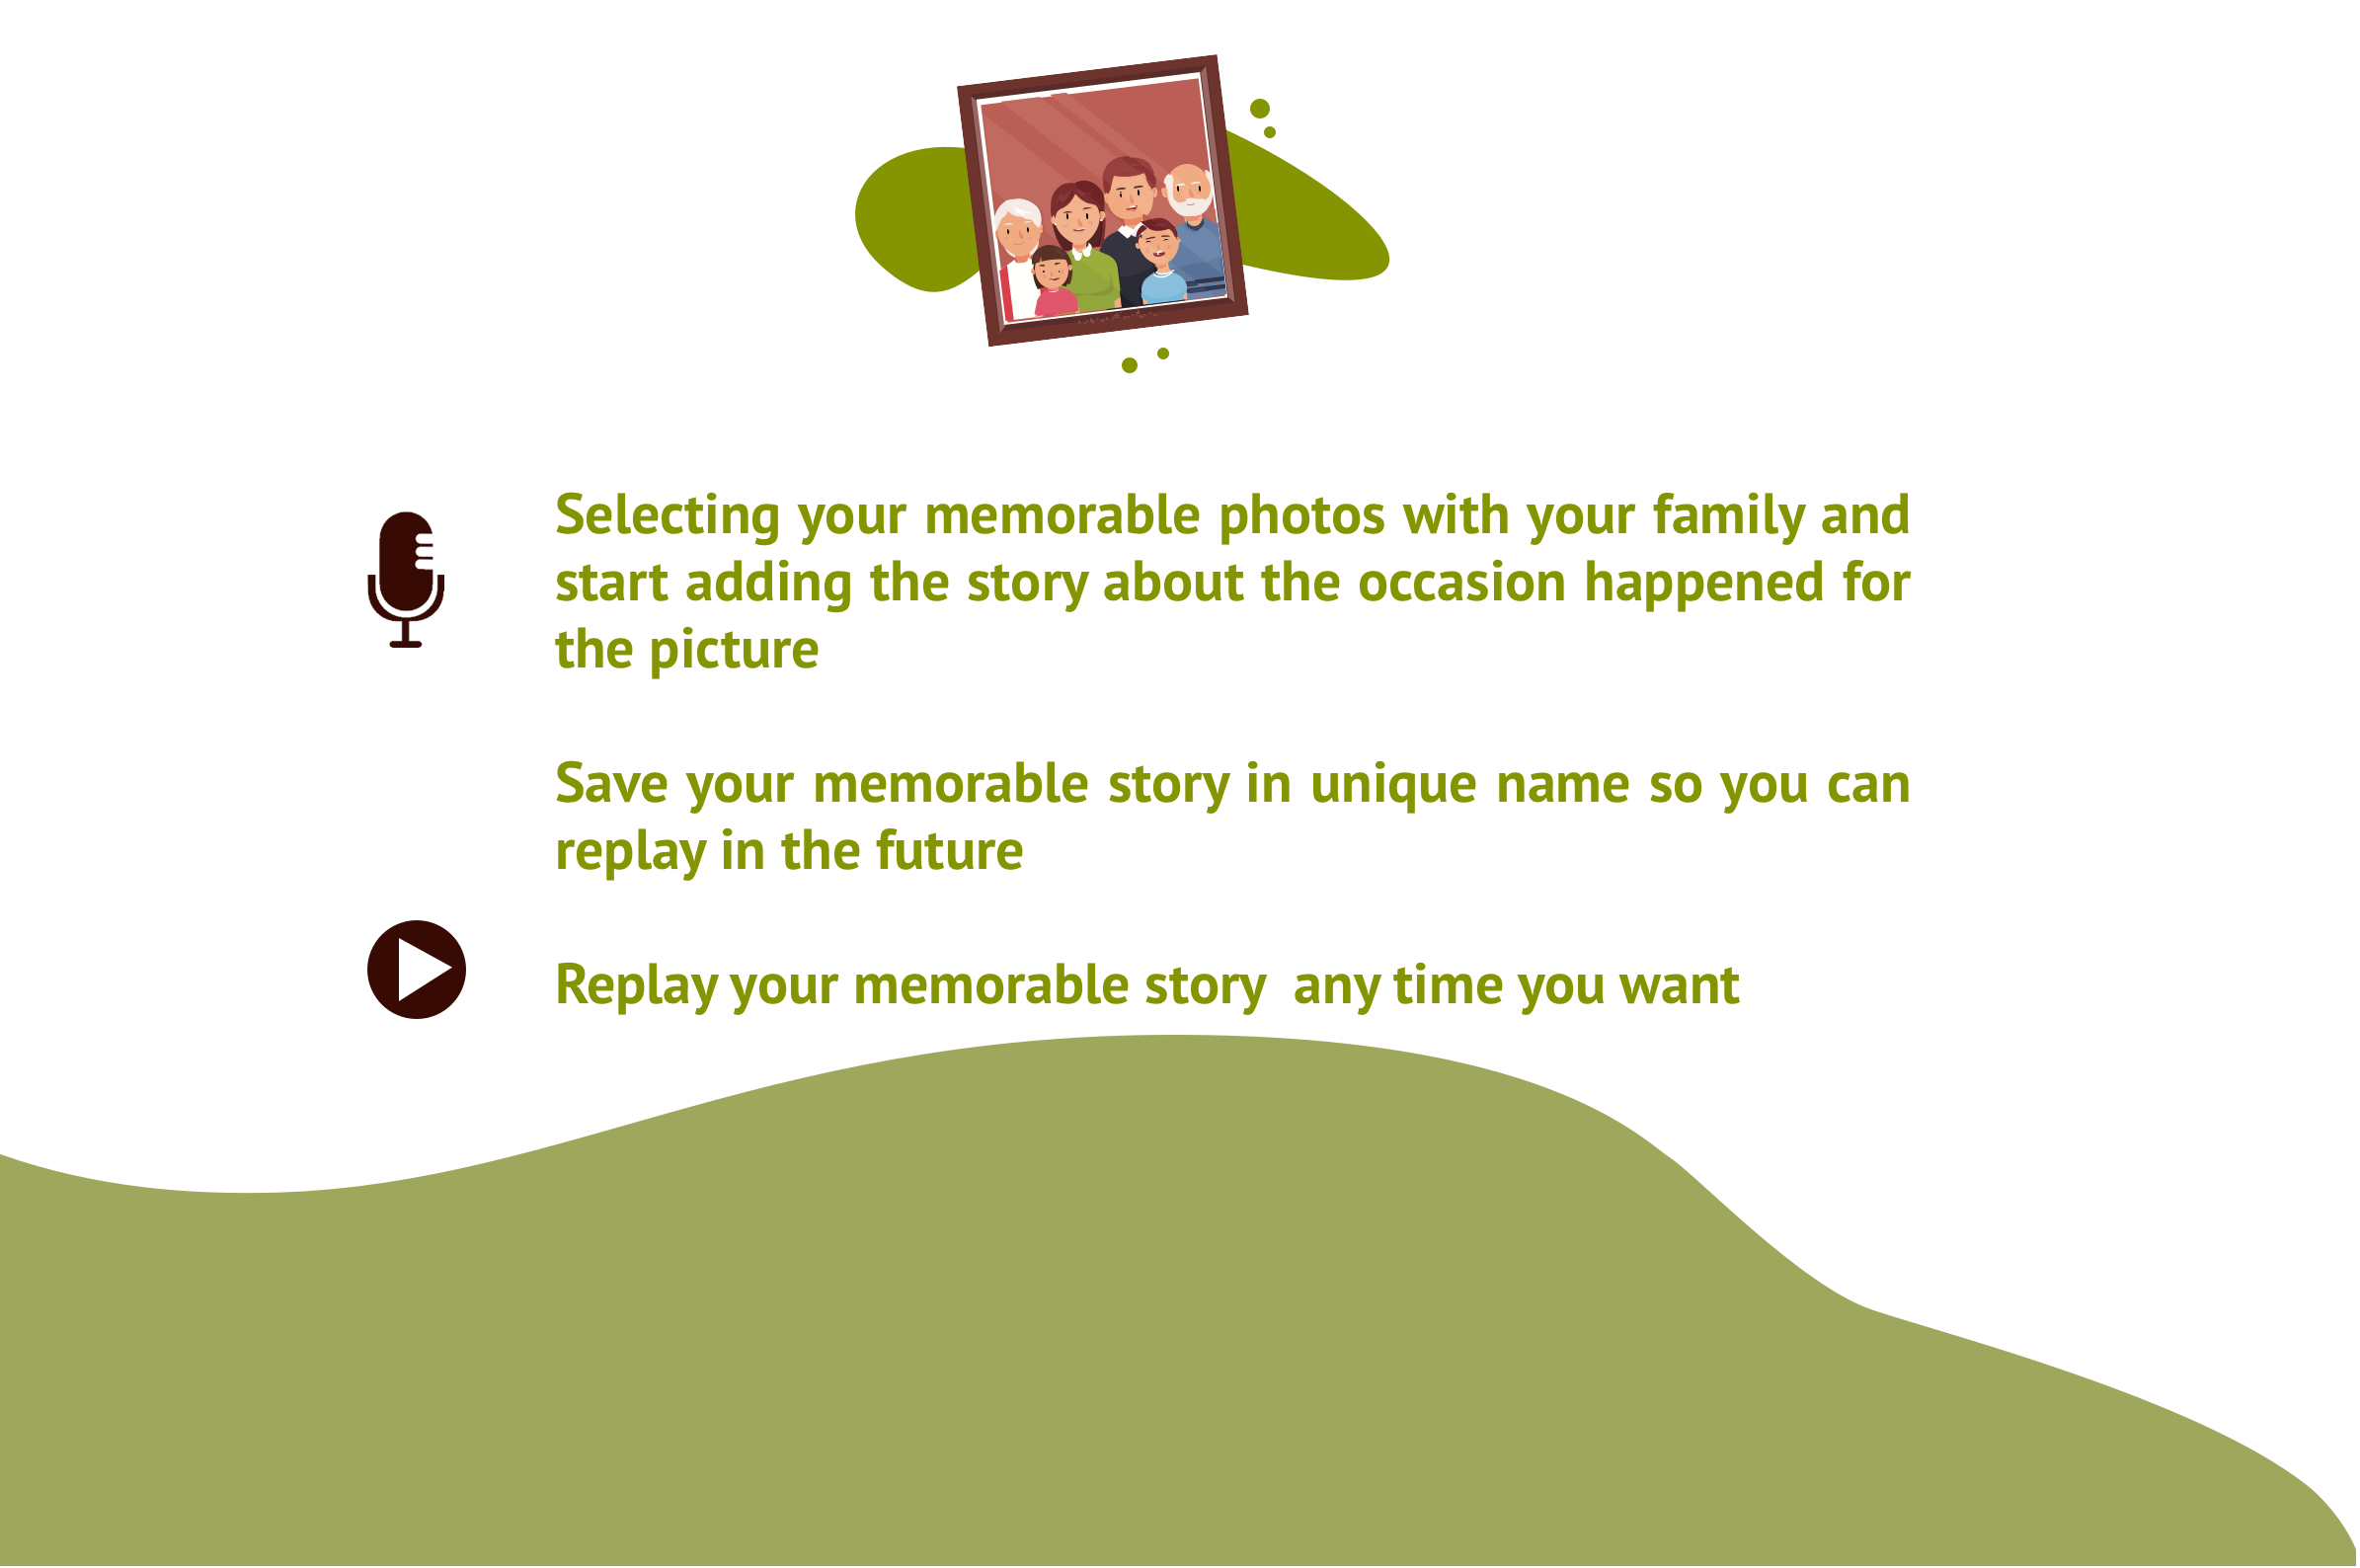 Selecting your memorable photos with your family and
start adding the story about the occasion happened for
the picture
Save your memorable story in unique name so you can
replay in the future
Replay your memorable story any time you want